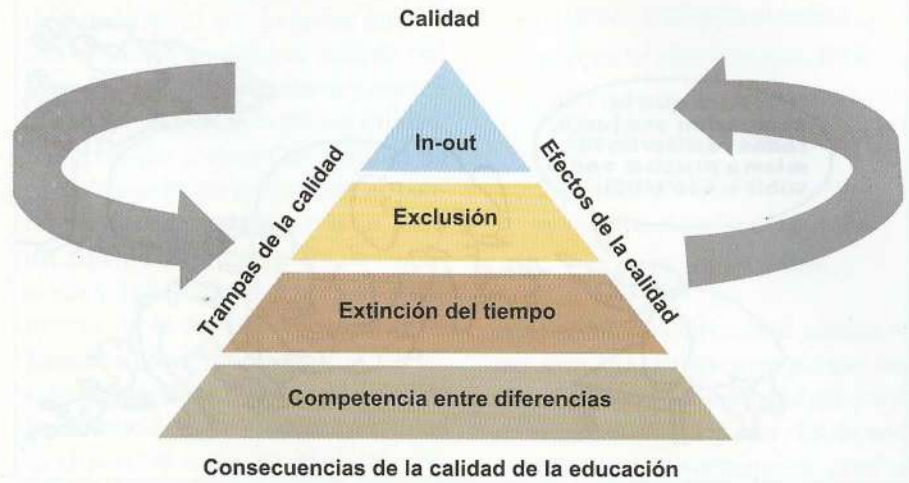 Calidad
In-out
Trampas de la calidad
Efectos de la calidad
Exclusión
Extinción del tiempo
Competencia entre diferencias
Consecuencias de la calidad de la educación